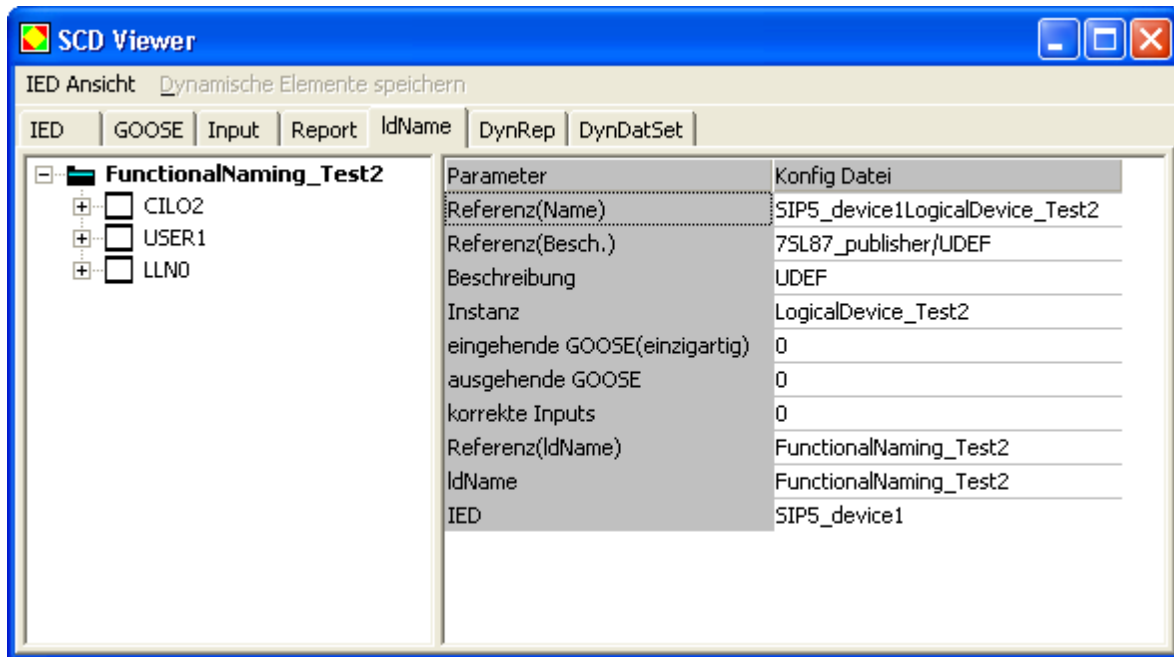 SCD Viewer
IED Ansicht Dynamische Elemente speichern
IED GOOSE Input Report ldName DynRep DynDatSet
FunctionalNaming_Test2
CILO2
USER1
LLN0
Parameter Konfig Datei
Referenz(Name) SIP5_device1LogicalDevice_Test2
Referenz(Besch.) 7SL87_publisher/UDEF
Beschreibung UDEF
Instanz LogicalDevice_Test2
eingehende GOOSE(einzigartig) 0
ausgehende GOOSE 0
korrekte Inputs 0
Referenz(ldName) FunctionalNaming_Test2
ldName FunctionalNaming_Test2
IED SIP5_device1